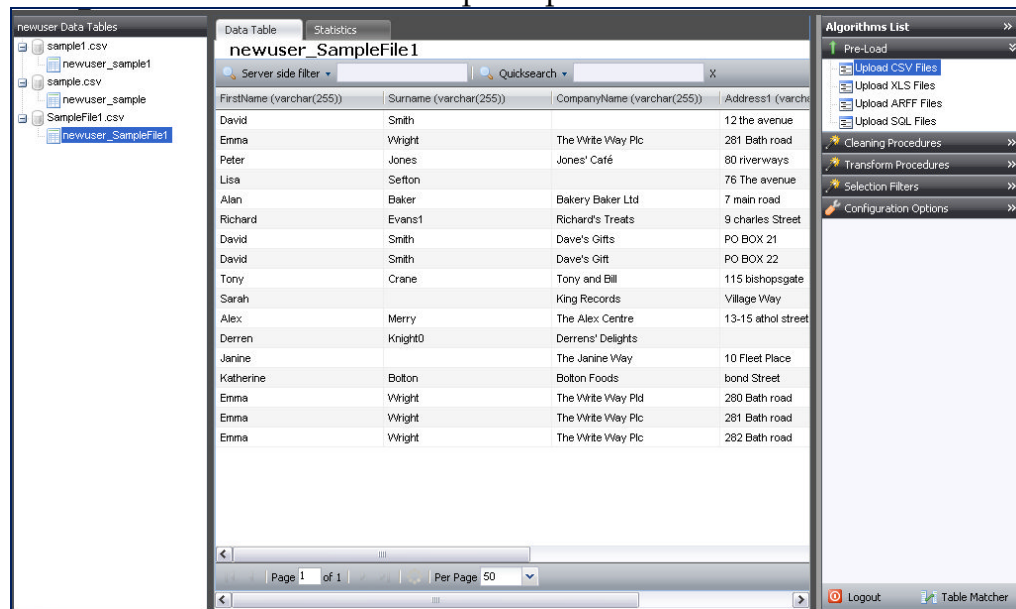 newuser Data Tables
sample1.csv
newuser_sample1
sample.csv
newuser_sample
SampleFile1.csv
newuser_SampleFile1
Data Table Statistics
newuser_SampleFile1
Server side filter Quicksearch X
FirstName (varchar(255)) Surname (varchar(255)) CompanyName (varchar(255)) Address1 (varcha
David Smith 12 the avenue
Emma Wright The Write Way Plc 281 Bath road
Peter Jones Jones' Café 80 riverways
Lisa Sefton 76 The avenue
Alan Baker Bakery Baker Ltd 7 main road
Richard Evans1 Richard's Treats 9 charles Street
David Smith Dave's Gifts PO BOX 21
David Smith Dave's Gift PO BOX 22
Tony Crane Tony and Bill 115 bishopsgate
Sarah King Records Village Way
Alex Merry The Alex Centre 13-15 athol street
Derren Knight0 Derrens' Delights
Janine The Janine Way 10 Fleet Place
Katherine Bolton Bolton Foods bond Street
Emma Wright The Write Way Pld 280 Bath road
Emma Wright The Write Way Plc 281 Bath road
Emma Wright The Write Way Plc 282 Bath road
Page 1 of 1 Per Page 50
Algorithms List
Pre-Load
Upload CSV Files
Upload XLS Files
Upload ARFF Files
Upload SQL Files
Cleaning Procedures
Transform Procedures
Selection Filters
Configuration Options
Logout Table Matcher